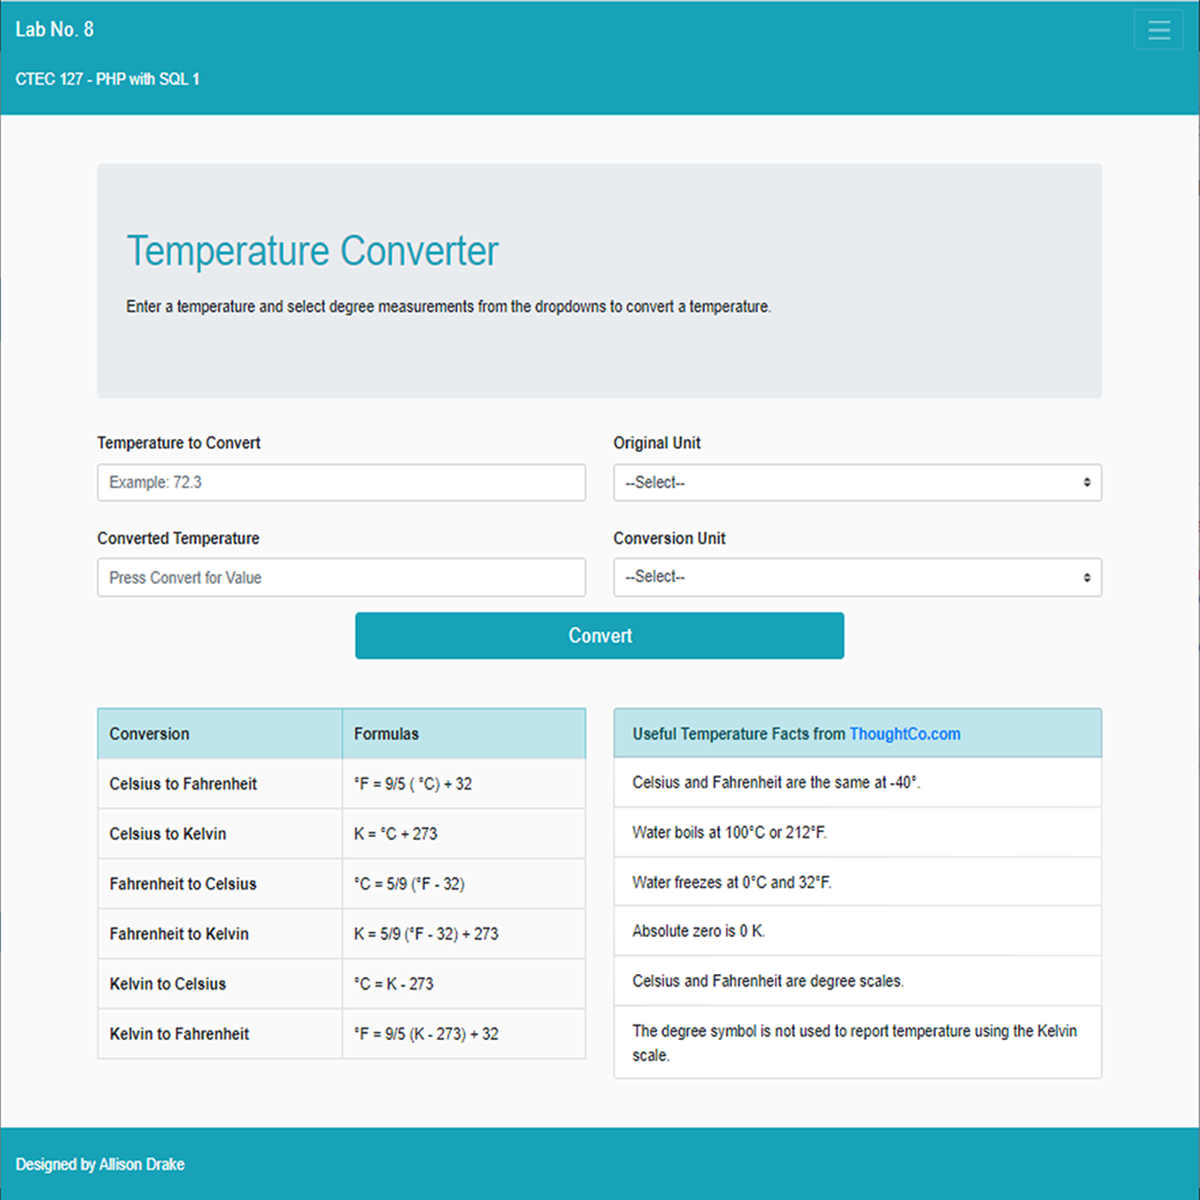 Lab No. 8
CTEC 127 - PHP with SQL 1
Temperature Converter
Enter a temperature and select degree measurements from the dropdowns to convert a temperature.
Temperature to Convert
Original Unit
Example: 72.3
--Select--
Converted Temperature
Conversion Unit
Press Convert for Value
--Select--
Convert
Conversion Formulas
Celsius to Fahrenheit °F = 9/5 ( °C) + 32
Celsius to Kelvin K = °C + 273
Fahrenheit to Celsius °C = 5/9 (°F - 32)
Fahrenheit to Kelvin K = 5/9 (°F - 32) + 273
Kelvin to Celsius °C = K - 273
Kelvin to Fahrenheit °F = 9/5 (K - 273) + 32
Useful Temperature Facts from ThoughtCo.com
Celsius and Fahrenheit are the same at -40°.
Water boils at 100°C or 212°F.
Water freezes at 0°C and 32°F.
Absolute zero is 0 K.
Celsius and Fahrenheit are degree scales.
The degree symbol is not used to report temperature using the Kelvin
scale.
Designed by Allison Drake